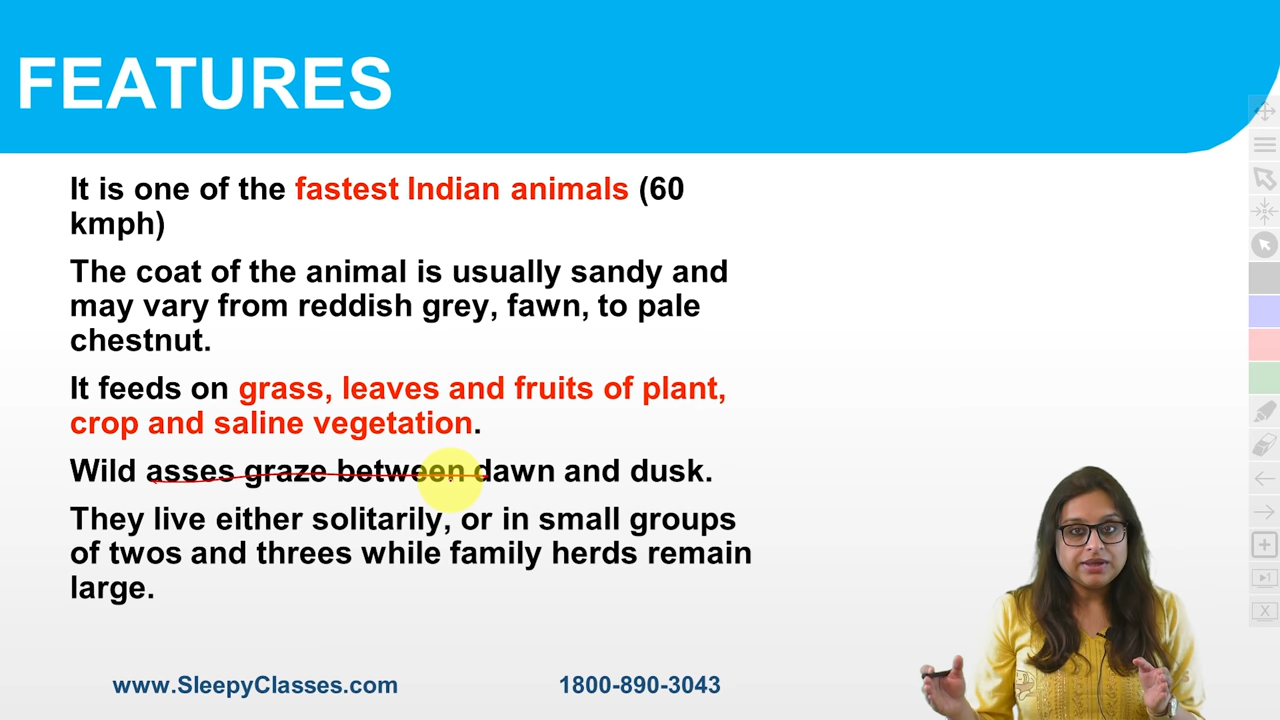 FEATURES
It is one of the fastest Indian animals (60
kmph)
The coat of the animal is usually sandy and
may vary from reddish grey, fawn, to pale
chestnut.
It feeds on grass, leaves and fruits of plant,
crop and saline vegetation.
Wild asses graze between dawn and dusk.
They live either solitarily, or in small groups
of twos and threes while family herds remain
large.
www.SleepyClasses.com
1800-890-3043